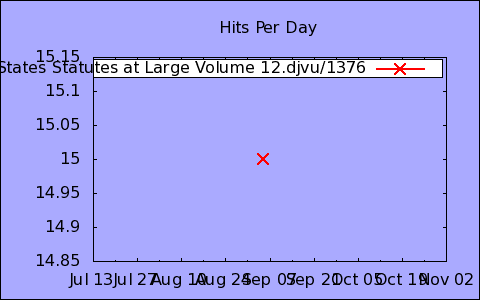 Hits Per Day
15.15
States Statutes at Large Volume 12.djvu/1376
15.1
15.05
15
14.95
14.9
14.85
Jul 13 Jul 27 Aug 10 Aug 24 Sep 07 Sep 21 Oct 05 Oct 19 Nov 02